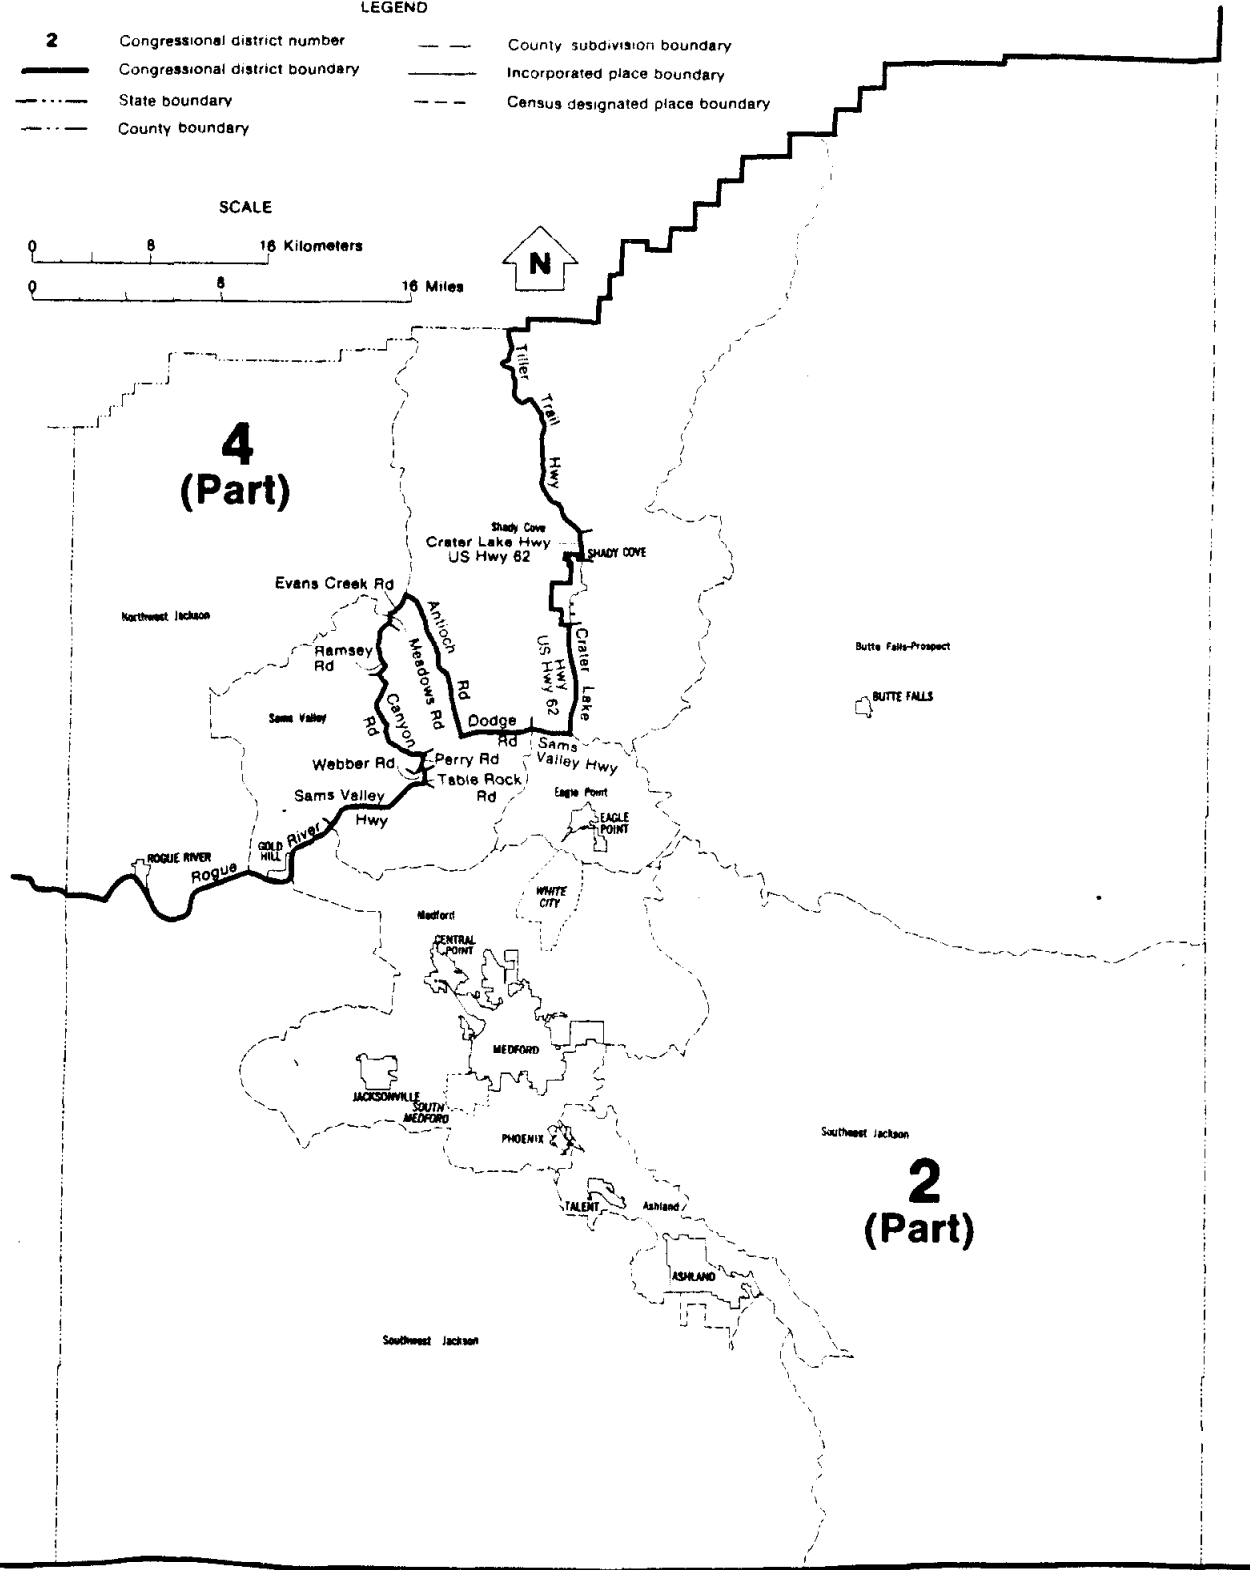 LEGEND
2 Congressional district number
Congressional district boundary
State boundary
County boundary
County subdivision boundary
Incorporated place boundary
Census designated place boundary
SCALE
0 8 16 Kilometers
0 8 16 Miles
N
Tiller Trail Hwy
4
(Part)
Shady Cove
Crater Lake Hwy
US Hwy 62
SHADY COVE
Evans Creek Rd
Antioch Rd
Northwest Jackson
Ramsey
Rd
Meadows Rd
Crater Lake
Hwy
US Hwy 62
Butte Falls-Prospect
BUTTE FALLS
Sams Valley
Canyon
Rd
Dodge
Rd
Sams
Valley Hwy
Webber Rd
Perry Rd
Table Rock
Rd
Sams Valley
Hwy
Eagle Point
EAGLE
POINT
GOLD
HILL
ROGUE RIVER
Rogue River
WHITE
CITY
Medford
CENTRAL
POINT
MEDFORD
JACKSONVILLE
SOUTH
MEDFORD
PHOENIX
Southeast Jackson
2
(Part)
TALENT
Ashland
ASHLAND
Southwest Jackson